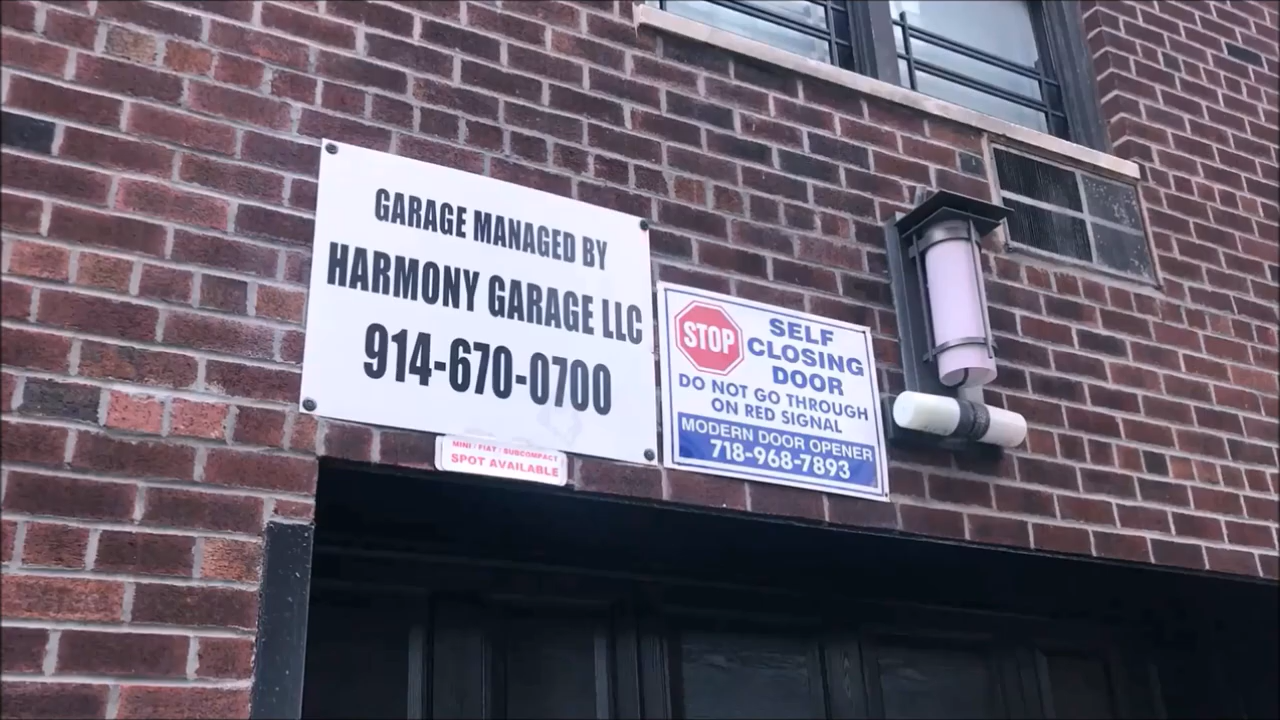 GARAGE MANAGED BY
HARMONY GARAGE LLC
914-670-0700
MINI / FIAT / SUBCOMPACT
SPOT AVAILABLE
STOP
SELF
CLOSING
DOOR
DO NOT GO THROUGH
ON RED SIGNAL
MODERN DOOR OPENER
718-968-7893